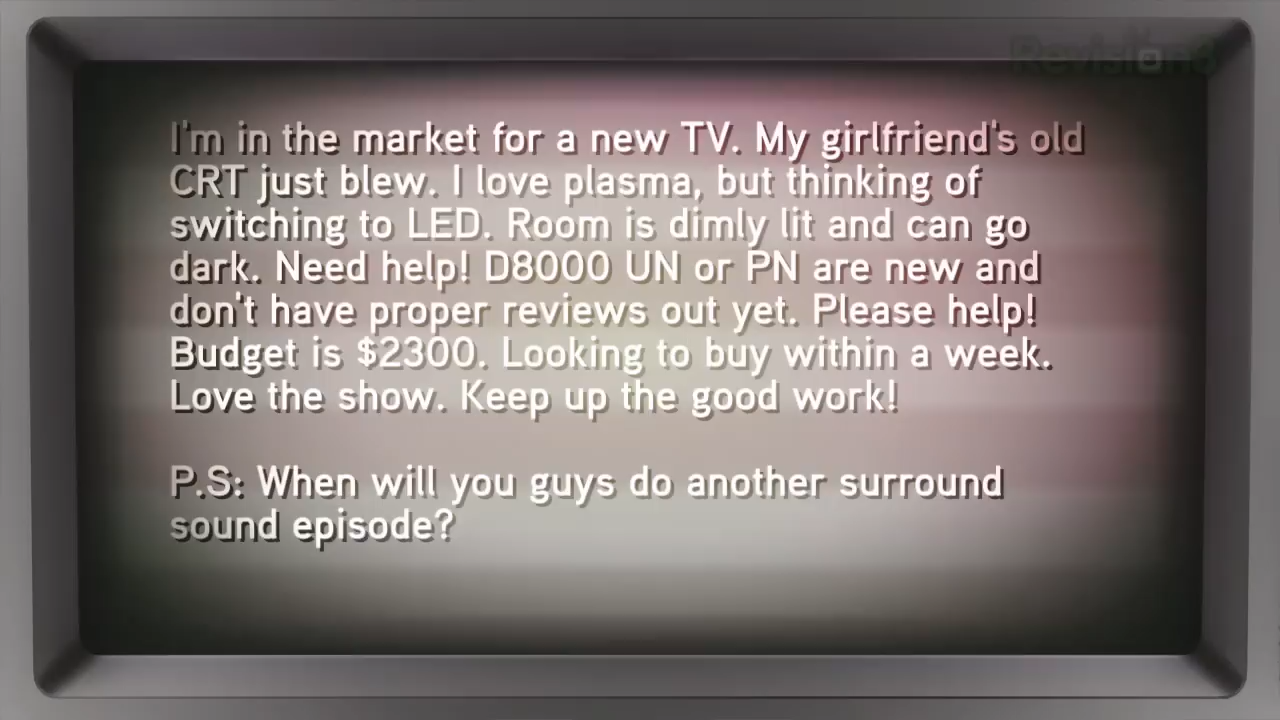 Revision3
I'm in the market for a new TV. My girlfriend's old
CRT just blew. I love plasma, but thinking of
switching to LED. Room is dimly lit and can go
dark. Need help! D8000 UN or PN are new and
don't have proper reviews out yet. Please help!
Budget is $2300. Looking to buy within a week.
Love the show. Keep up the good work!
P.S: When will you guys do another surround
sound episode?